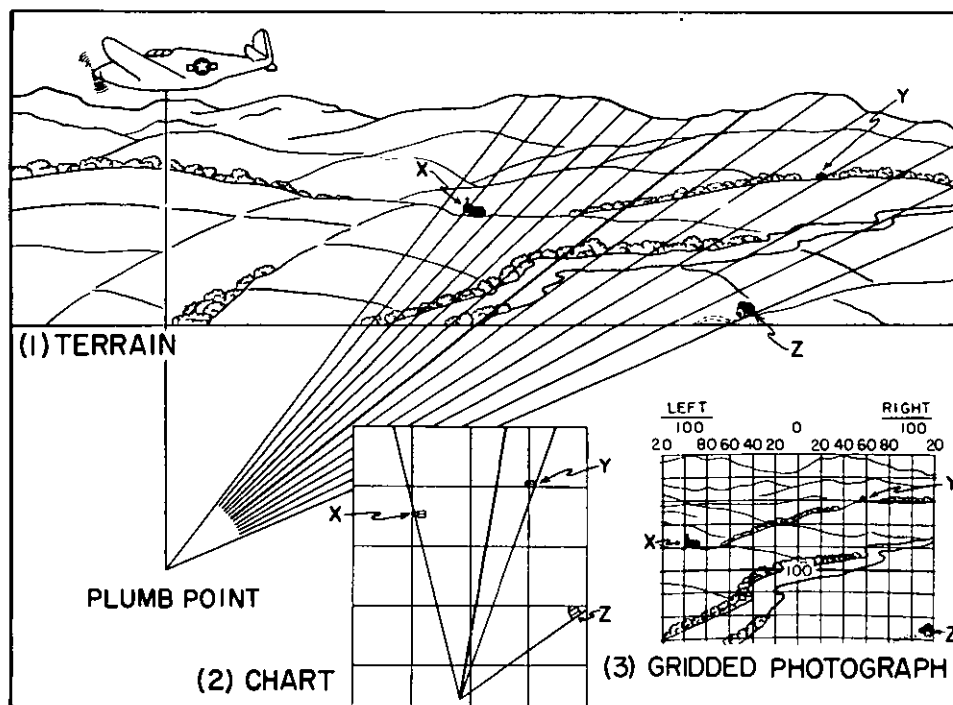 Y
X
(1) TERRAIN
Z
PLUMB POINT
Y
X
Z
(2) CHART
LEFT RIGHT
100 0 100
20 80 60 40 20 20 40 60 80 20
Y
X
100
Z
(3) GRIDDED PHOTOGRAPH